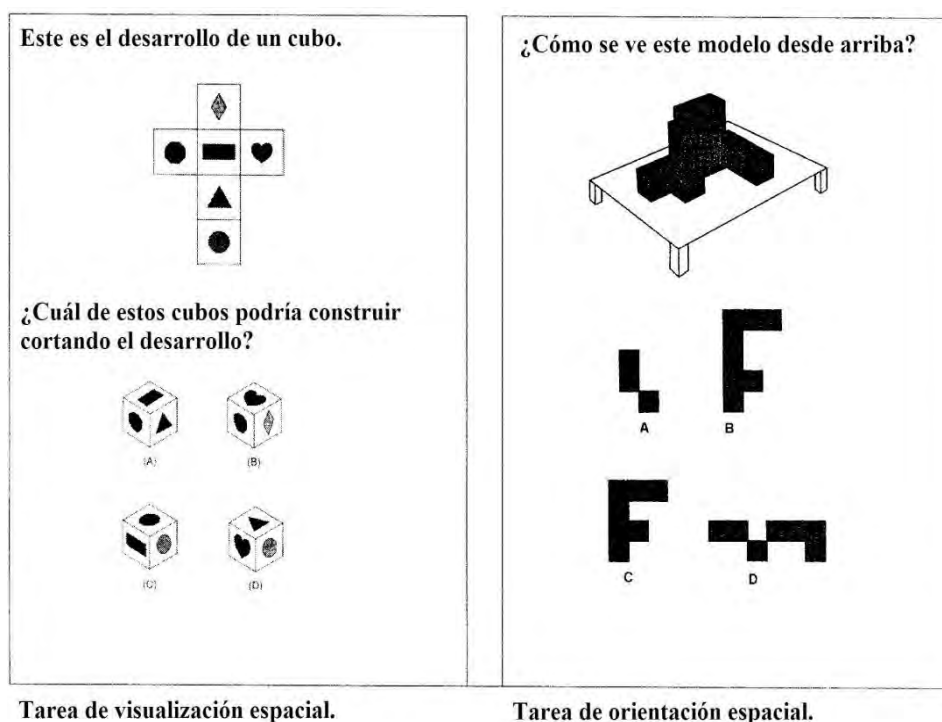 Este es el desarrollo de un cubo.
¿Cuál de estos cubos podría construir
cortando el desarrollo?
(A)
(B)
(C)
(D)
Tarea de visualización espacial.
¿Cómo se ve este modelo desde arriba?
A
B
C
D
Tarea de orientación espacial.